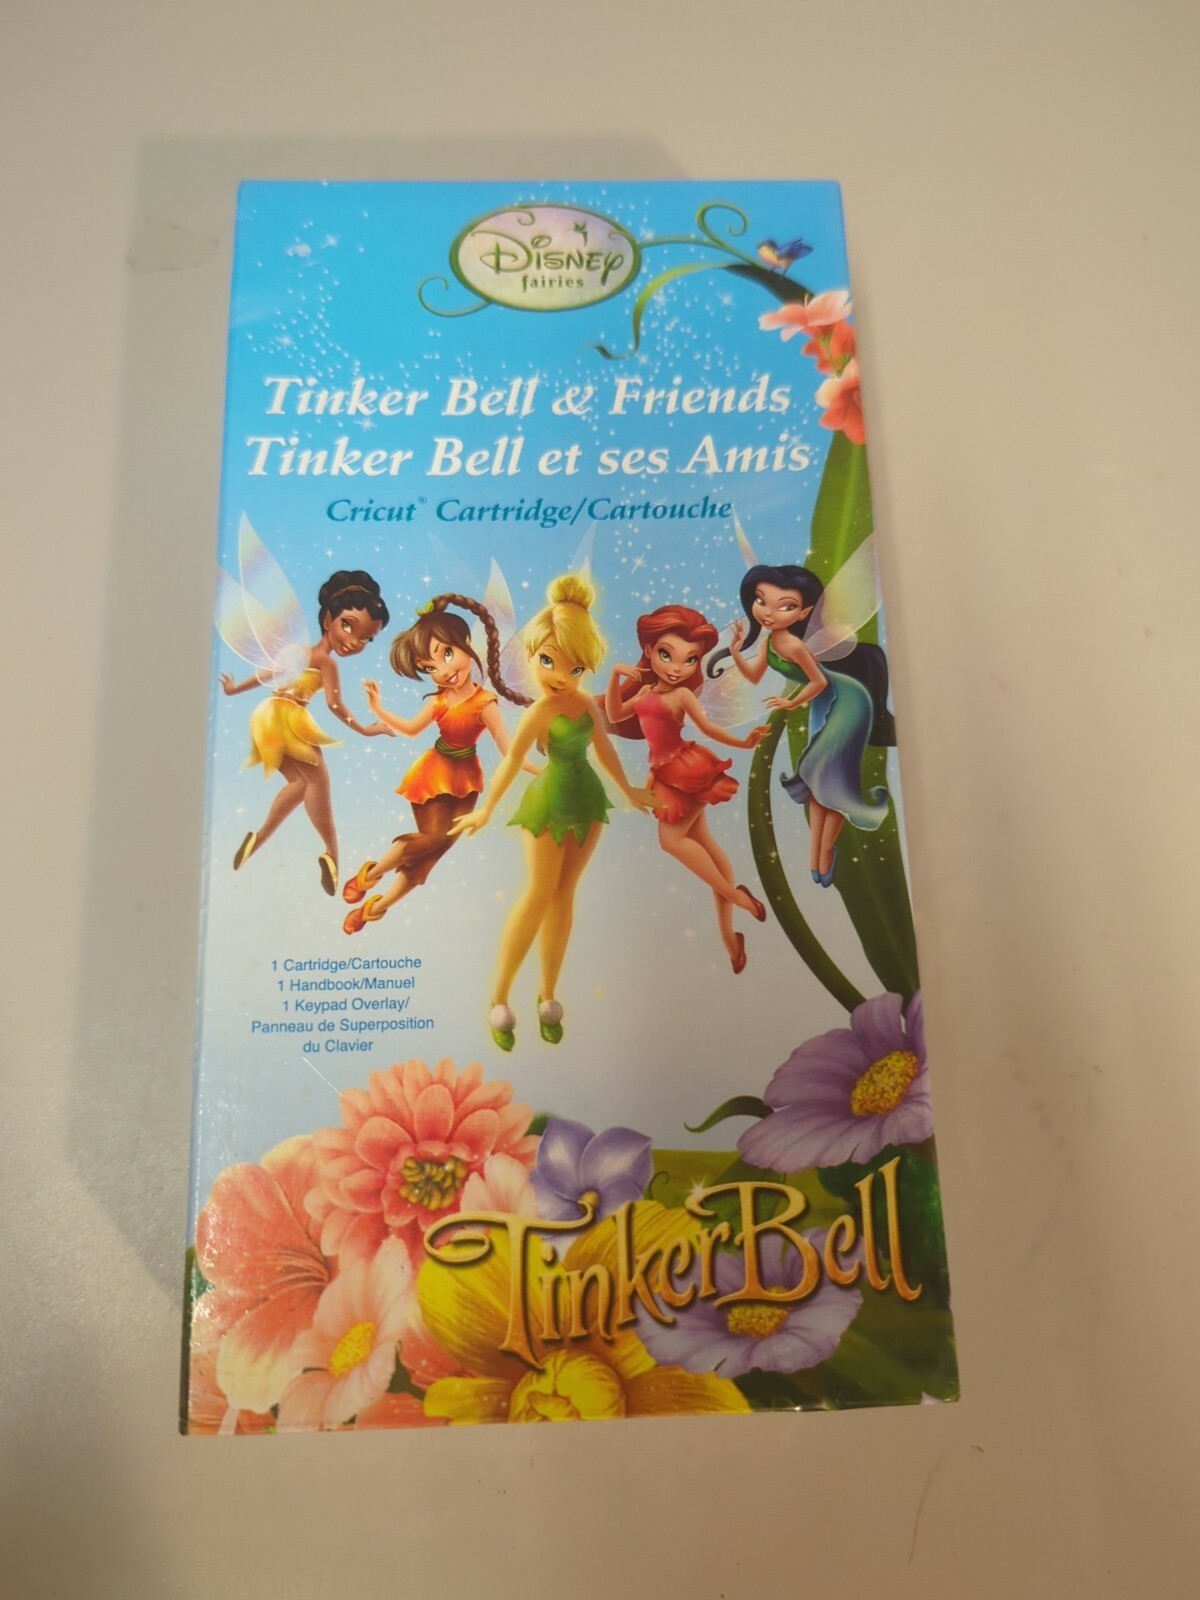 Disney
fairies
Tinker Bell & Friends
Tinker Bell et ses Amis
Cricut® Cartridge/Cartouche
1 Cartridge/Cartouche
1 Handbook/Manuel
1 Keypad Overlay/
Panneau de Superposition
du Clavier
TinkerBell